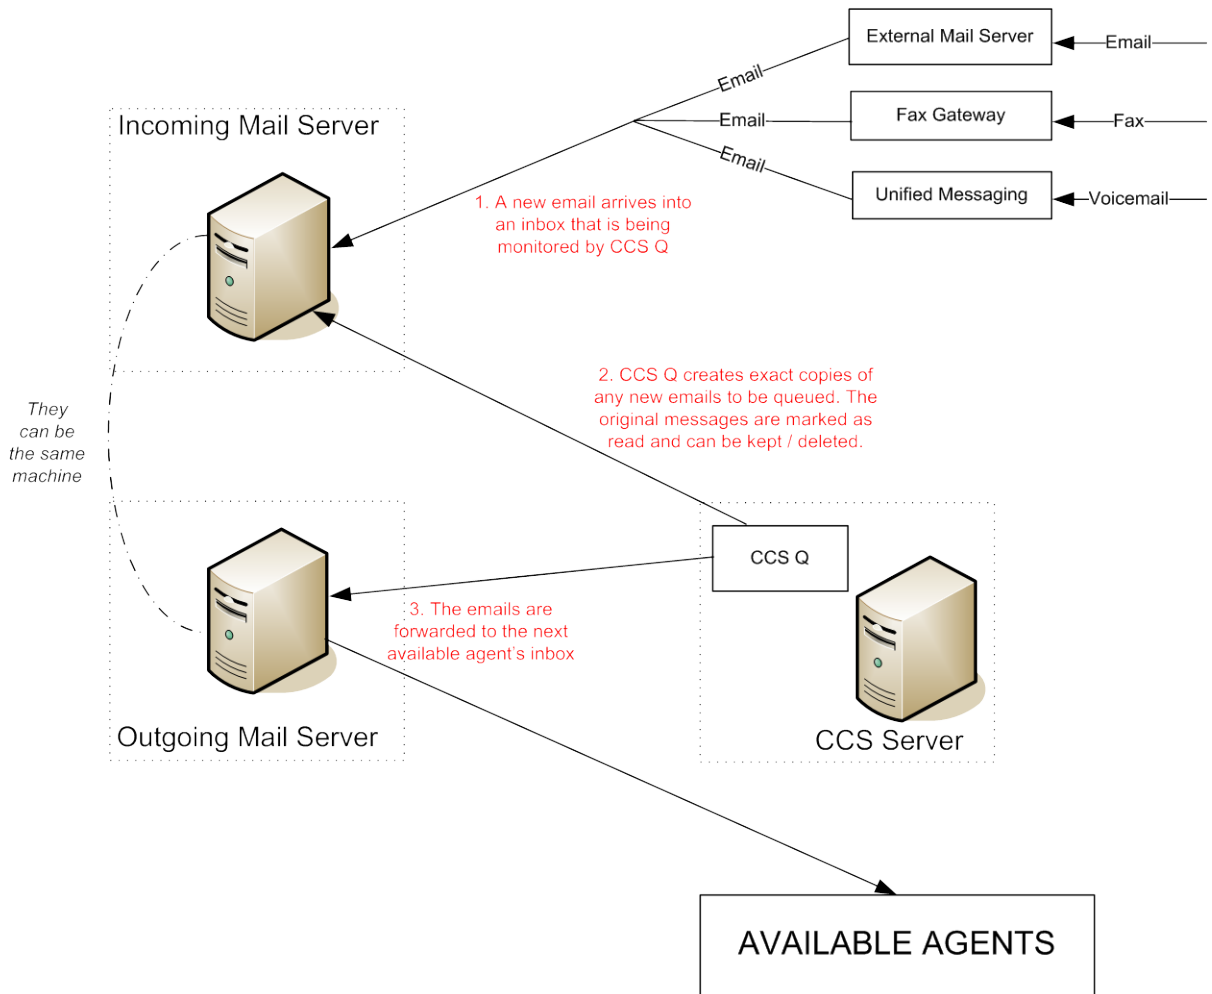 External Mail Server
Email
Email
Incoming Mail Server
Email
Fax Gateway
Fax
Email
Unified Messaging
Voicemail
1. A new email arrives into
an inbox that is being
monitored by CCS Q
2. CCS Q creates exact copies of
any new emails to be queued. The
original messages are marked as
read and can be kept / deleted.
They
can be
the same
machine
CCS Q
3. The emails are
forwarded to the next
available agent's inbox
Outgoing Mail Server
CCS Server
AVAILABLE AGENTS